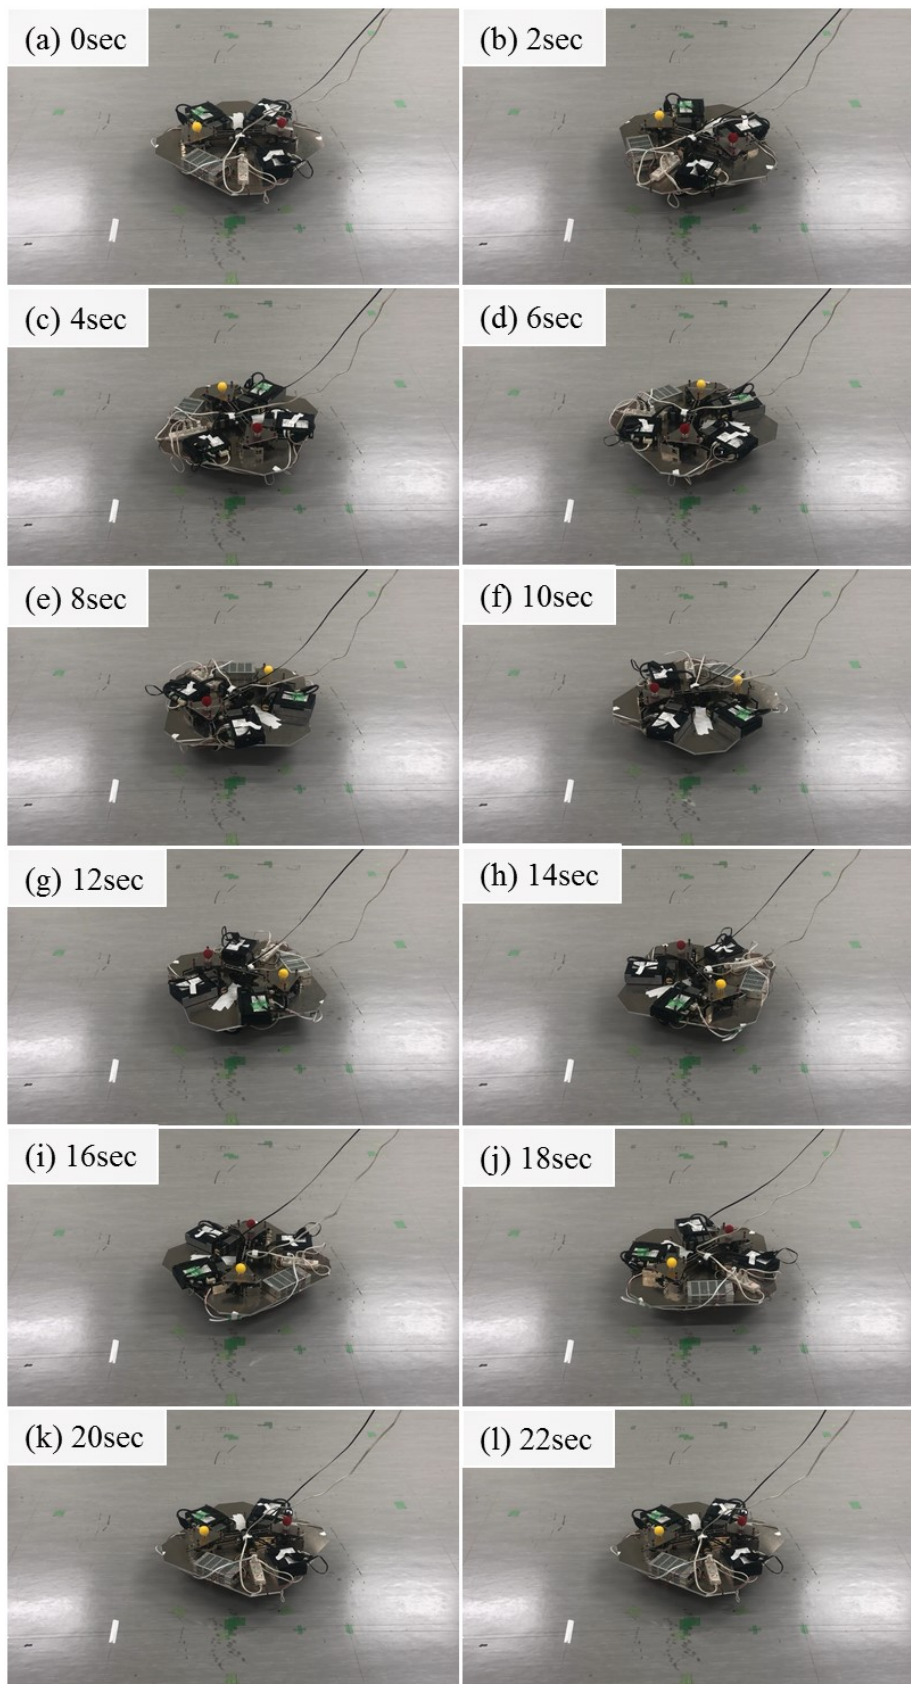 (a) 0sec
(b) 2sec
(c) 4sec
(d) 6sec
(e) 8sec
(f) 10sec
(g) 12sec
(h) 14sec
(i) 16sec
(j) 18sec
(k) 20sec
(l) 22sec